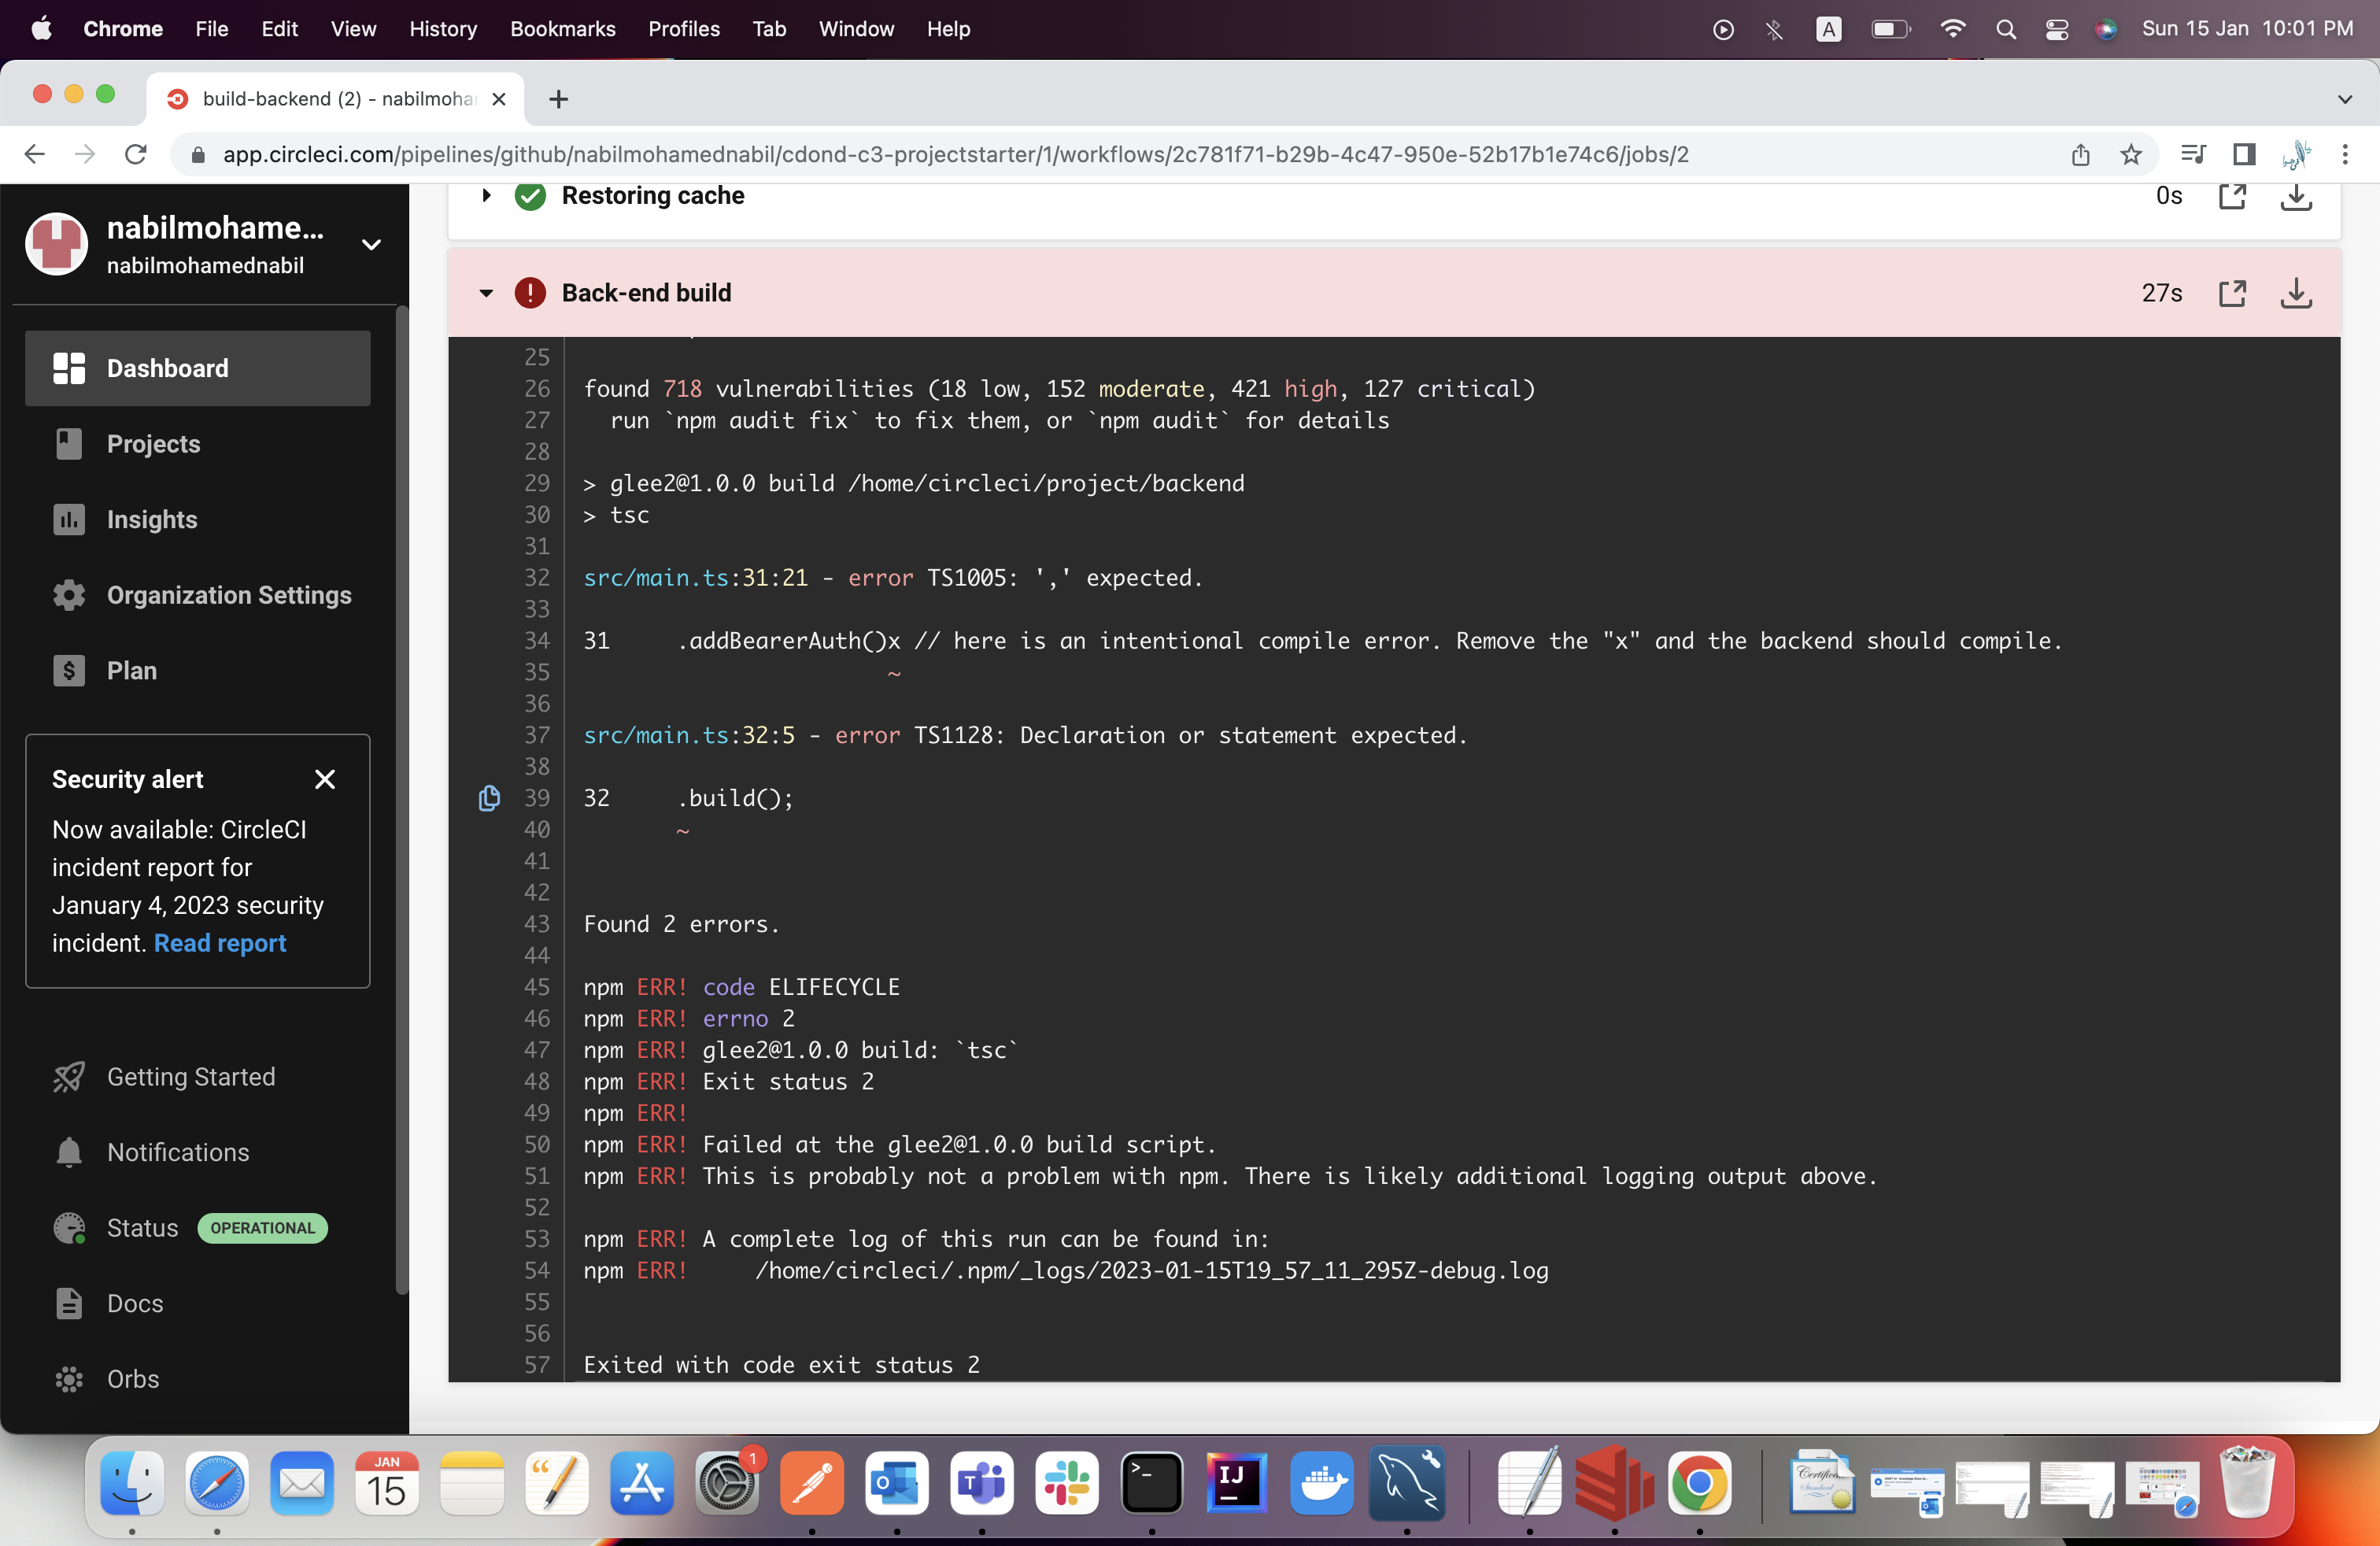 Chrome File Edit View History Bookmarks Profiles Tab Window Help A Sun 15 Jan 10:01 PM
build-backend (2) - nabilmoha
app.circleci.com/pipelines/github/nabilmohamednabil/cdond-c3-projectstarter/1/workflows/2c781f71-b29b-4c47-950e-52b17b1e74c6/jobs/2
nabilmohame...
nabilmohamednabil
Dashboard
Projects
Insights
Organization Settings
Plan
Security alert
Now available: CircleCI
incident report for
January 4, 2023 security
incident. Read report
Getting Started
Notifications
Status OPERATIONAL
Docs
Orbs
Restoring cache 0s
Back-end build 27s
25
26 found 718 vulnerabilities (18 low, 152 moderate, 421 high, 127 critical)
27 run `npm audit fix` to fix them, or `npm audit` for details
28
29 > glee2@1.0.0 build /home/circleci/project/backend
30 > tsc
31
32 src/main.ts:31:21 - error TS1005: ',' expected.
33
34 31 .addBearerAuth()x // here is an intentional compile error. Remove the "x" and the backend should compile.
35 ~
36
37 src/main.ts:32:5 - error TS1128: Declaration or statement expected.
38
39 32 .build();
40 ~
41
42
43 Found 2 errors.
44
45 npm ERR! code ELIFECYCLE
46 npm ERR! errno 2
47 npm ERR! glee2@1.0.0 build: `tsc`
48 npm ERR! Exit status 2
49 npm ERR!
50 npm ERR! Failed at the glee2@1.0.0 build script.
51 npm ERR! This is probably not a problem with npm. There is likely additional logging output above.
52
53 npm ERR! A complete log of this run can be found in:
54 npm ERR! /home/circleci/.npm/_logs/2023-01-15T19_57_11_295Z-debug.log
55
56
57 Exited with code exit status 2
JAN
15
1
IJ